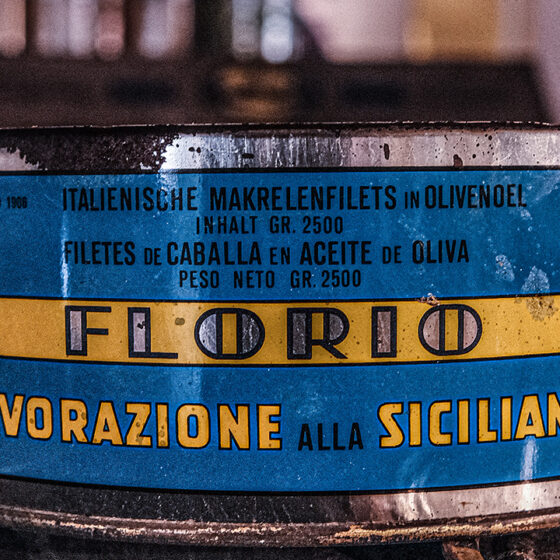 1906
ITALIENISCHE MAKRELENFILETS IN OLIVENOEL
INHALT GR. 2500
FILETES DE CABALLA EN ACEITE DE OLIVA
PESO NETO GR. 2500
FLORIO
VORAZIONE ALLA SICILIAN